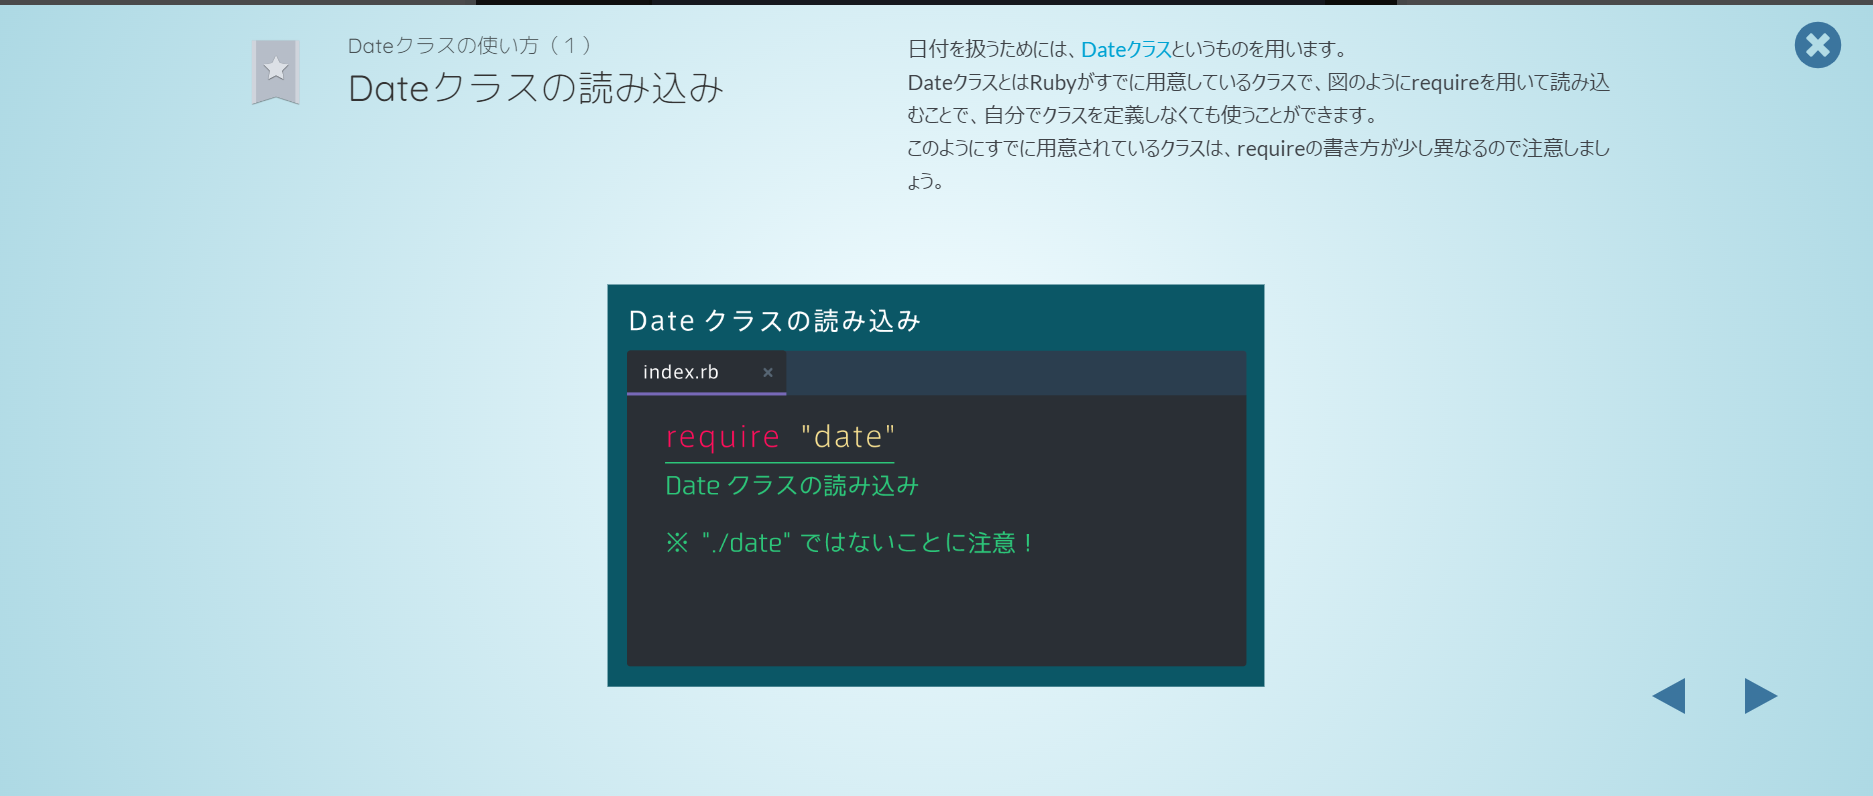 Dateクラスの使い方（１）
Dateクラスの読み込み
日付を扱うためには、Dateクラスというものを用います。
DateクラスとはRubyがすでに用意しているクラスで、図のようにrequireを用いて読み込
むことで、自分でクラスを定義しなくても使うことができます。
このようにすでに用意されているクラスは、requireの書き方が少し異なるので注意しまし
ょう。
Date クラスの読み込み
index.rb ×
require "date"
Date クラスの読み込み
※ "./date" ではないことに注意！